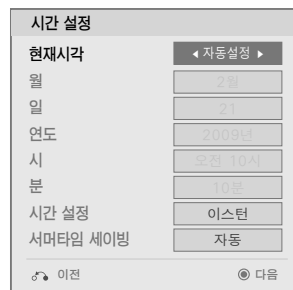 시간 설정
현재시각 ◀ 자동설정 ▶
월 2월
일 21
연도 2009년
시 오전 10시
분 10분
시간 설정 이스턴
서머타임 세이빙 자동
이전 ◉ 다음